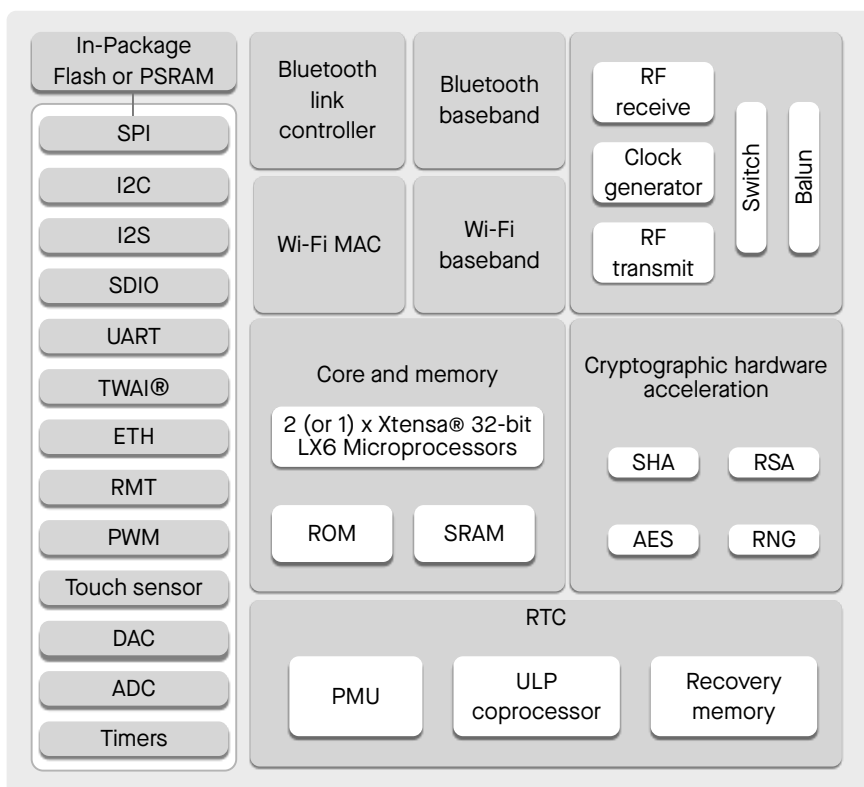 In-Package
Flash or PSRAM
SPI
I2C
I2S
SDIO
UART
TWAI®
ETH
RMT
PWM
Touch sensor
DAC
ADC
Timers
Bluetooth
link
controller
Bluetooth
baseband
Wi-Fi MAC
Wi-Fi
baseband
RF
receive
Clock
generator
RF
transmit
Switch
Balun
Core and memory
2 (or 1) x Xtensa® 32-bit
LX6 Microprocessors
ROM
SRAM
Cryptographic hardware
acceleration
SHA
RSA
AES
RNG
RTC
PMU
ULP
coprocessor
Recovery
memory